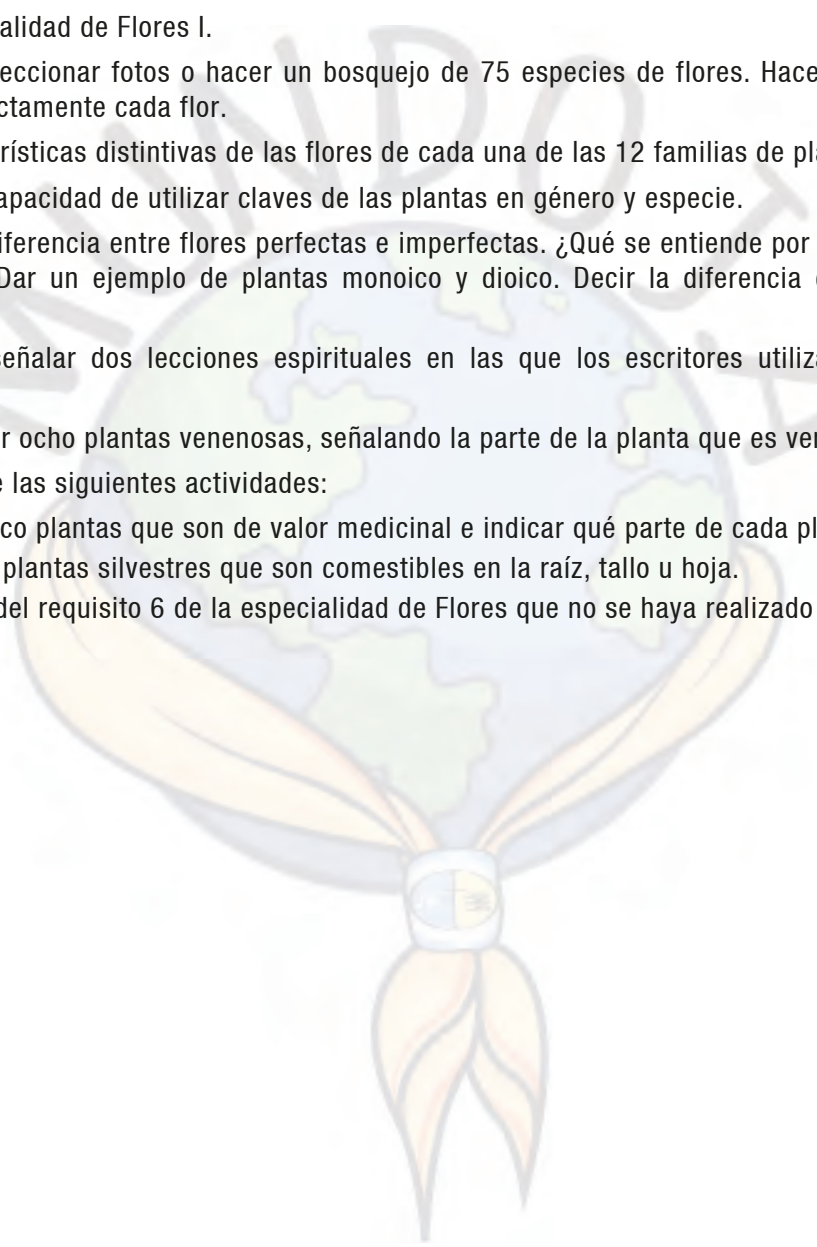 alidad de Flores I.
eccionar fotos o hacer un bosquejo de 75 especies de flores. Hace
ctamente cada flor.
rísticas distintivas de las flores de cada una de las 12 familias de pl
apacidad de utilizar claves de las plantas en género y especie.
iferencia entre flores perfectas e imperfectas. ¿Qué se entiende por
Dar un ejemplo de plantas monoico y dioico. Decir la diferencia
señalar dos lecciones espirituales en las que los escritores utiliza
r ocho plantas venenosas, señalando la parte de la planta que es ve
e las siguientes actividades:
co plantas que son de valor medicinal e indicar qué parte de cada pl
plantas silvestres que son comestibles en la raíz, tallo u hoja.
del requisito 6 de la especialidad de Flores que no se haya realizado
MUNDO J